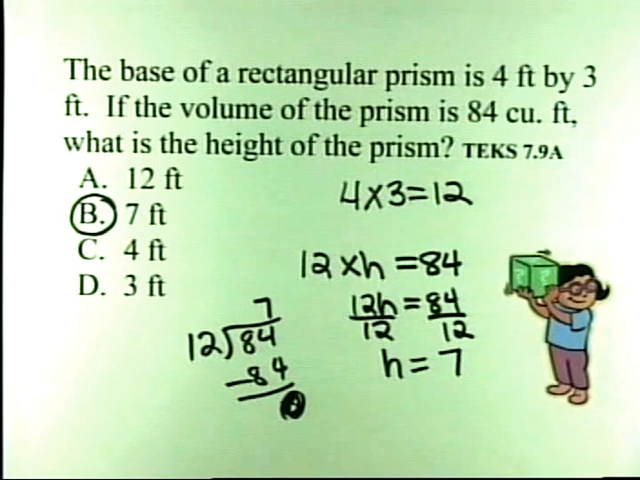 The base of a rectangular prism is 4 ft by 3
ft. If the volume of the prism is 84 cu. ft,
what is the height of the prism? TEKS 7.9A
A. 12 ft
B. 7 ft
C. 4 ft
D. 3 ft
4x3=12
12xh=84
12h=84
12 12
h=7
7
12)84
-84
0
? ?